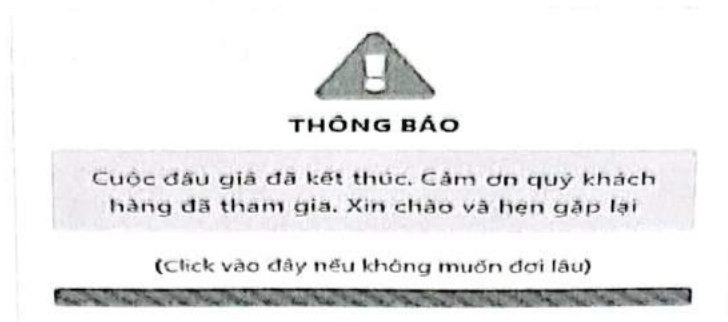 THÔNG BÁO
Cuộc đấu giá đã kết thúc. Cảm ơn quý khách
hàng đã tham gia. Xin chào và hẹn gặp lại
(Click vào đây nếu không muốn đợi lâu)